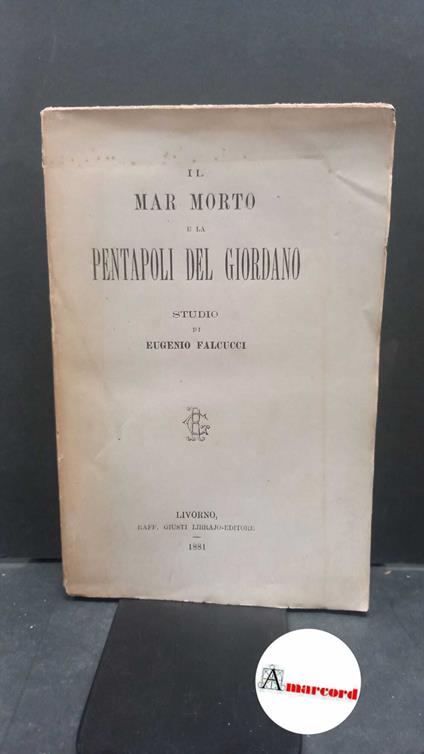 IL
MAR MORTO
E LA
PENTAPOLI DEL GIORDANO
STUDIO
DI
EUGENIO FALCUCCI
LIVORNO,
RAFF. GIUSTI LIBRAJO-EDITORE
1881
Amarcord